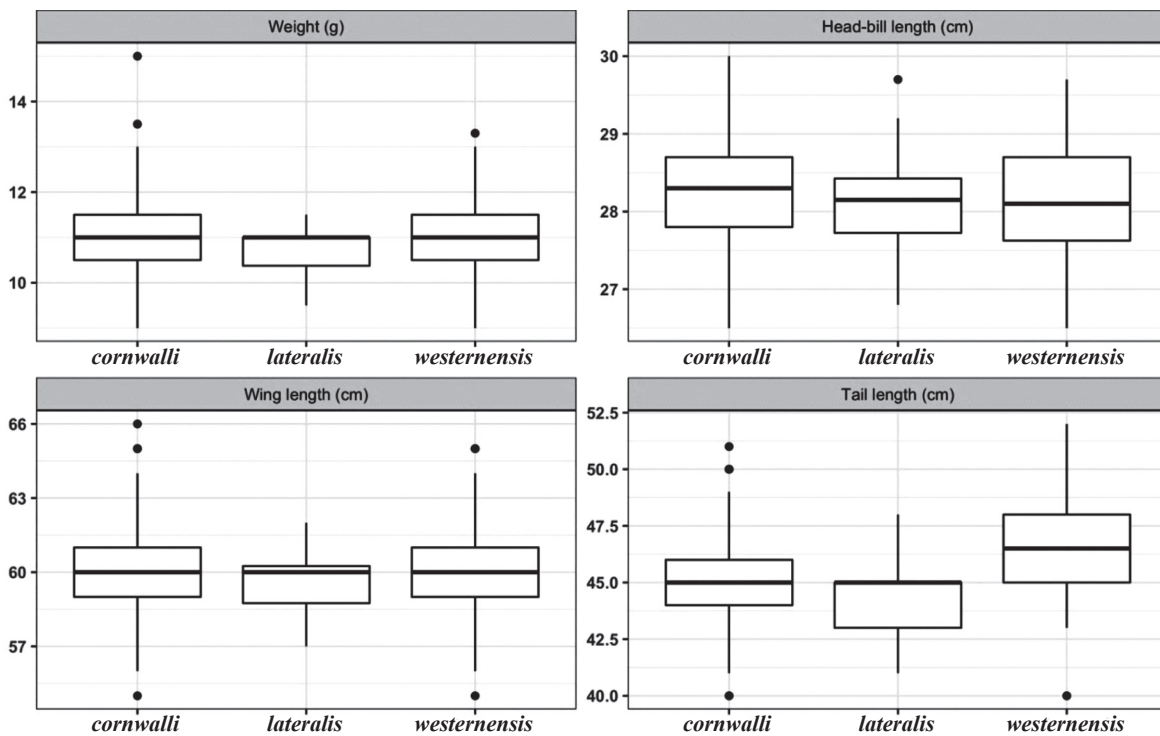 Weight (g)
Head-bill length (cm)
14
12
10
30
29
28
27
cornwalli lateralis westernensis
cornwalli lateralis westernensis
Wing length (cm)
Tail length (cm)
66
63
60
57
52.5
50.0
47.5
45.0
42.5
40.0
cornwalli lateralis westernensis
cornwalli lateralis westernensis